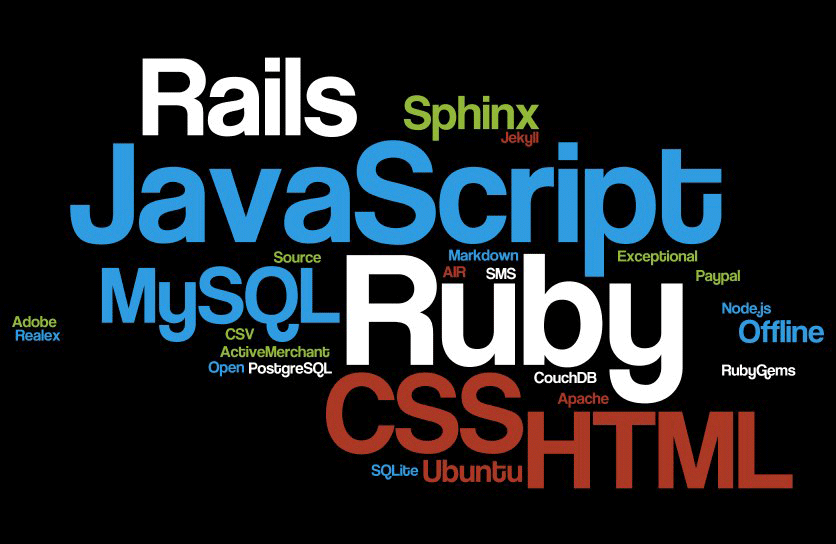 Rails
Sphinx
Jekyll
JavaScript
Source
Markdown
Exceptional
AIR
SMS
Paypal
MySQL
Ruby
Node.js
Adobe
Offline
Realex
CSV
ActiveMerchant
Open
PostgreSQL
RubyGems
CouchDB
Apache
CSS
HTML
SQLite
Ubuntu